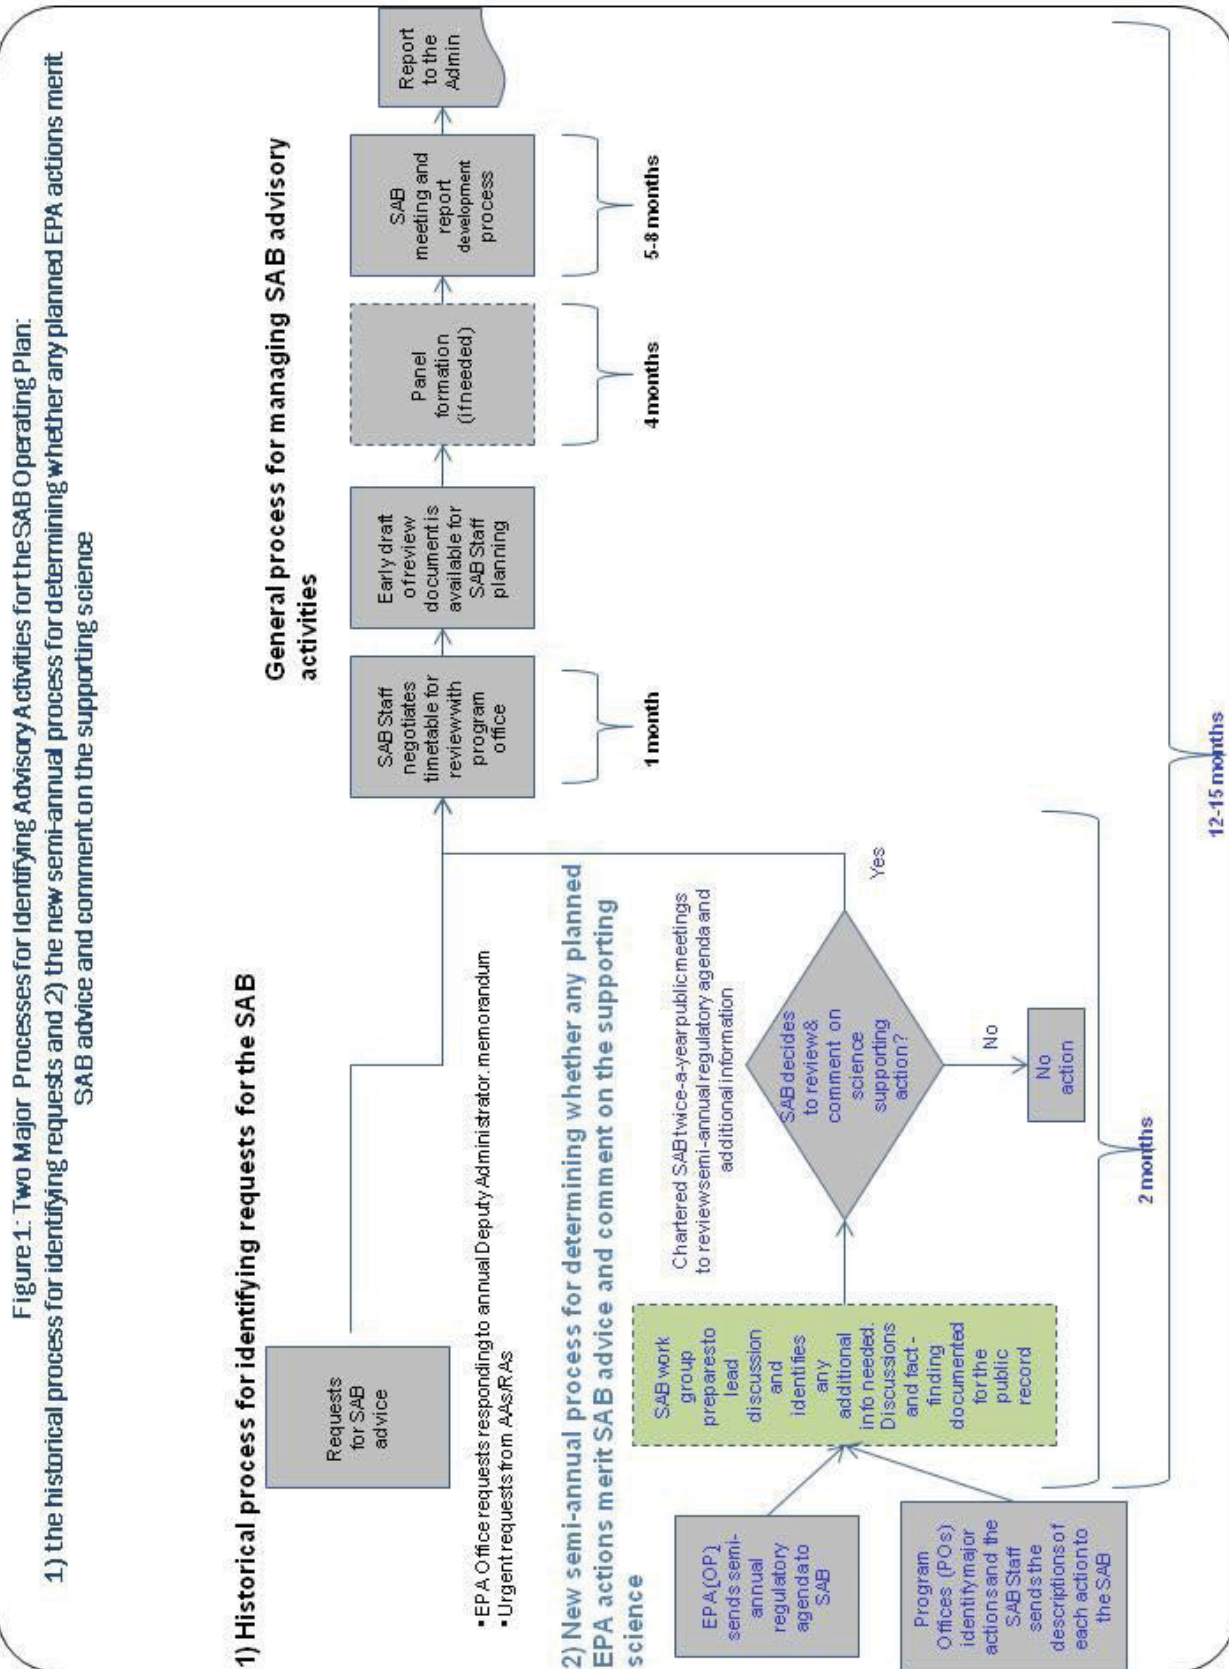 Figure 1: Two Major Processes for Identifying Advisory Activities for the SAB Operating Plan:
1) the historical process for identifying requests and 2) the new semi-annual process for determining whether any planned EPA actions merit
SAB advice and comment on the supporting science
1) Historical process for identifying requests for the SAB
Requests
for SAB
advice
▪ EPA Office requests responding to annual Deputy Administrator memorandum
▪ Urgent requests from AAs/RAs
General process for managing SAB advisory
activities
SAB Staff
negotiates
timetable for
review with
program
office
Early draft
of review
document is
available for
SAB Staff
planning
Panel
formation
(if needed)
SAB
meeting and
report
development
process
Report
to the
Admin
1 month
4 months
5-8 months
2) New semi-annual process for determining whether any planned
EPA actions merit SAB advice and comment on the supporting
science
EPA (OP)
sends semi-
annual
regulatory
agenda to
SAB
Program
Offices (POs)
identify major
actions and the
SAB Staff
sends the
descriptions of
each action to
the SAB
SAB work
group
prepares to
lead
discussion
and
identifies
any
additional
info needed.
Discussions
and fact-
finding
documented
for the
public
record
Chartered SAB twice-a-year public meetings
to review semi-annual regulatory agenda and
additional information
SAB decides
to review &
comment on
science
supporting
action?
Yes
No
No
action
2 months
12-15 months